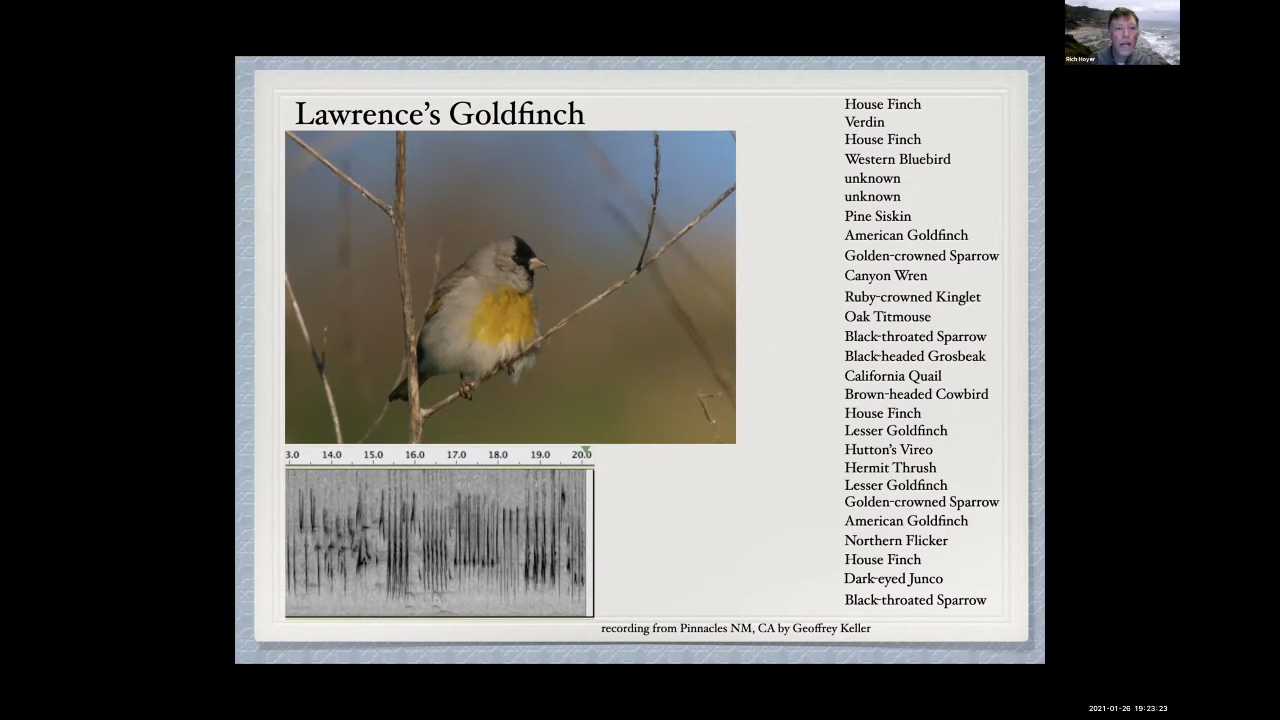 Rich Hoyer
Lawrence's Goldfinch
House Finch
Verdin
House Finch
Western Bluebird
unknown
unknown
Pine Siskin
American Goldfinch
Golden-crowned Sparrow
Canyon Wren
Ruby-crowned Kinglet
Oak Titmouse
Black-throated Sparrow
Black-headed Grosbeak
California Quail
Brown-headed Cowbird
House Finch
Lesser Goldfinch
Hutton's Vireo
Hermit Thrush
Lesser Goldfinch
Golden-crowned Sparrow
American Goldfinch
Northern Flicker
House Finch
Dark-eyed Junco
Black-throated Sparrow
3.0 14.0 15.0 16.0 17.0 18.0 19.0 20.0
recording from Pinnacles NM, CA by Geoffrey Keller
2021-01-26 19:23:23